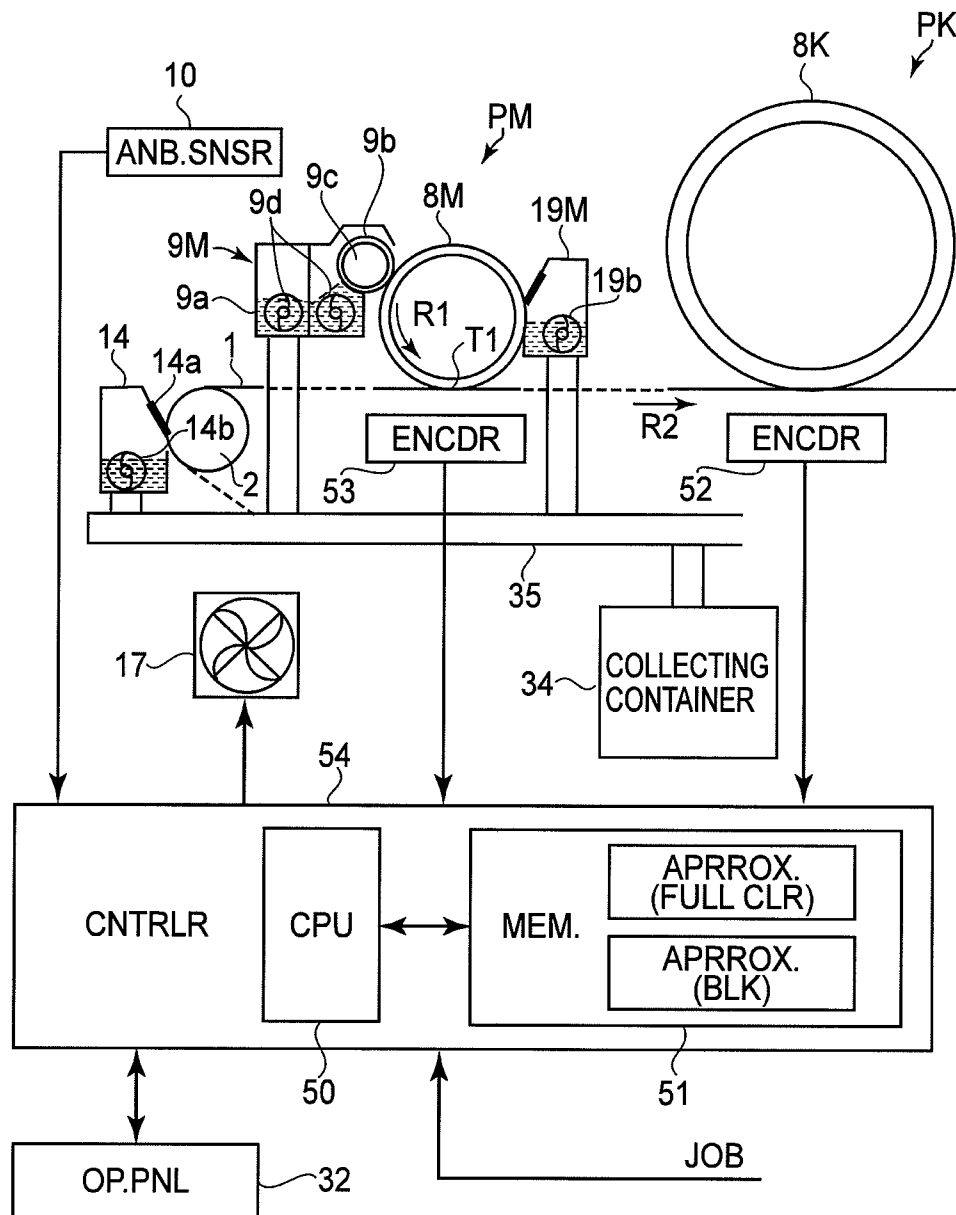 PK
8K
10
PM
ANB.SNSR
9b
9c
8M
9d
19M
9M
19b
9a
R1
T1
14
14a
1
14b
R2
ENCDR
ENCDR
2
53
52
35
17
34
COLLECTING
CONTAINER
54
APRROX.
(FULL CLR)
CNTRLR
CPU
MEM.
APRROX.
(BLK)
50
51
JOB
OP.PNL
32